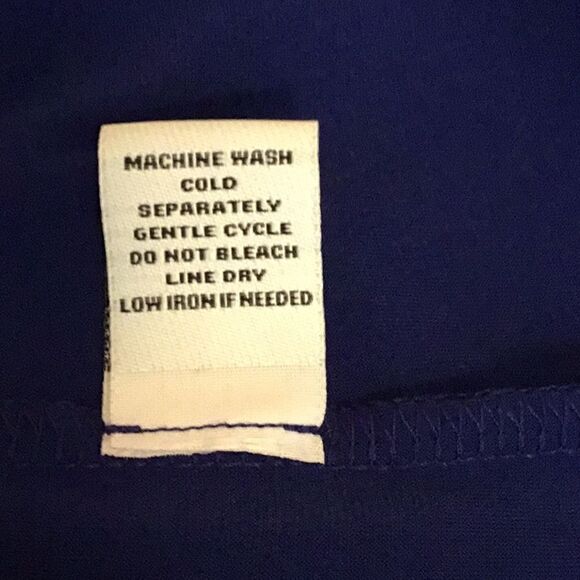 MACHINE WASH
COLD
SEPARATELY
GENTLE CYCLE
DO NOT BLEACH
LINE DRY
LOW IRON IF NEEDED